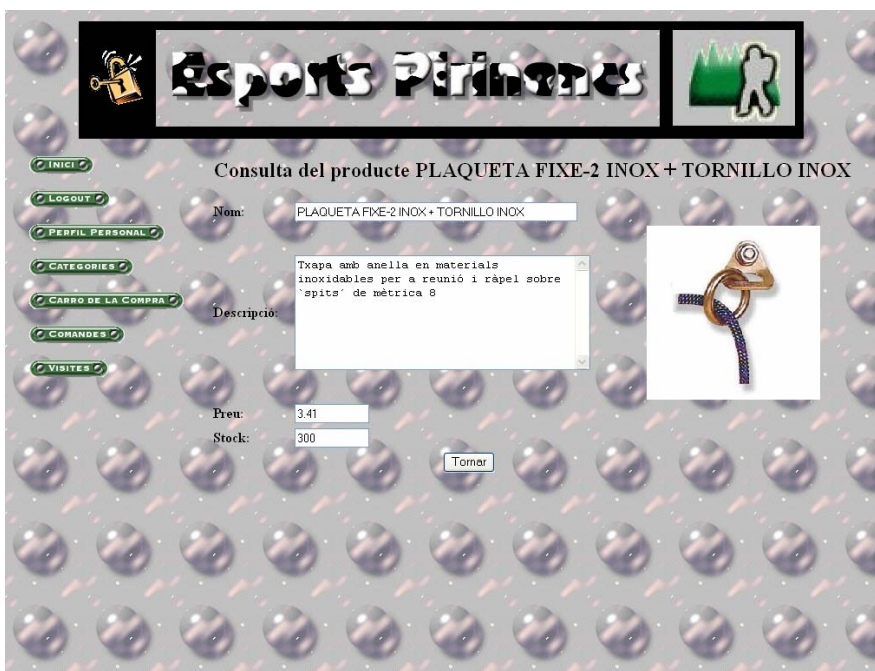 Esports Pirinencs
INICI
LOGOUT
PERFIL PERSONAL
CATEGORIES
CARRO DE LA COMPRA
COMANDES
VISITES
Consulta del producte PLAQUETA FIXE-2 INOX + TORNILLO INOX
Nom: PLAQUETA FIXE-2 INOX + TORNILLO INOX
Descripció:
Txapa amb anella en materials
inoxidables per a reunió i ràpel sobre
`spits´ de mètrica 8
Preu: 3.41
Stock: 300
Tornar